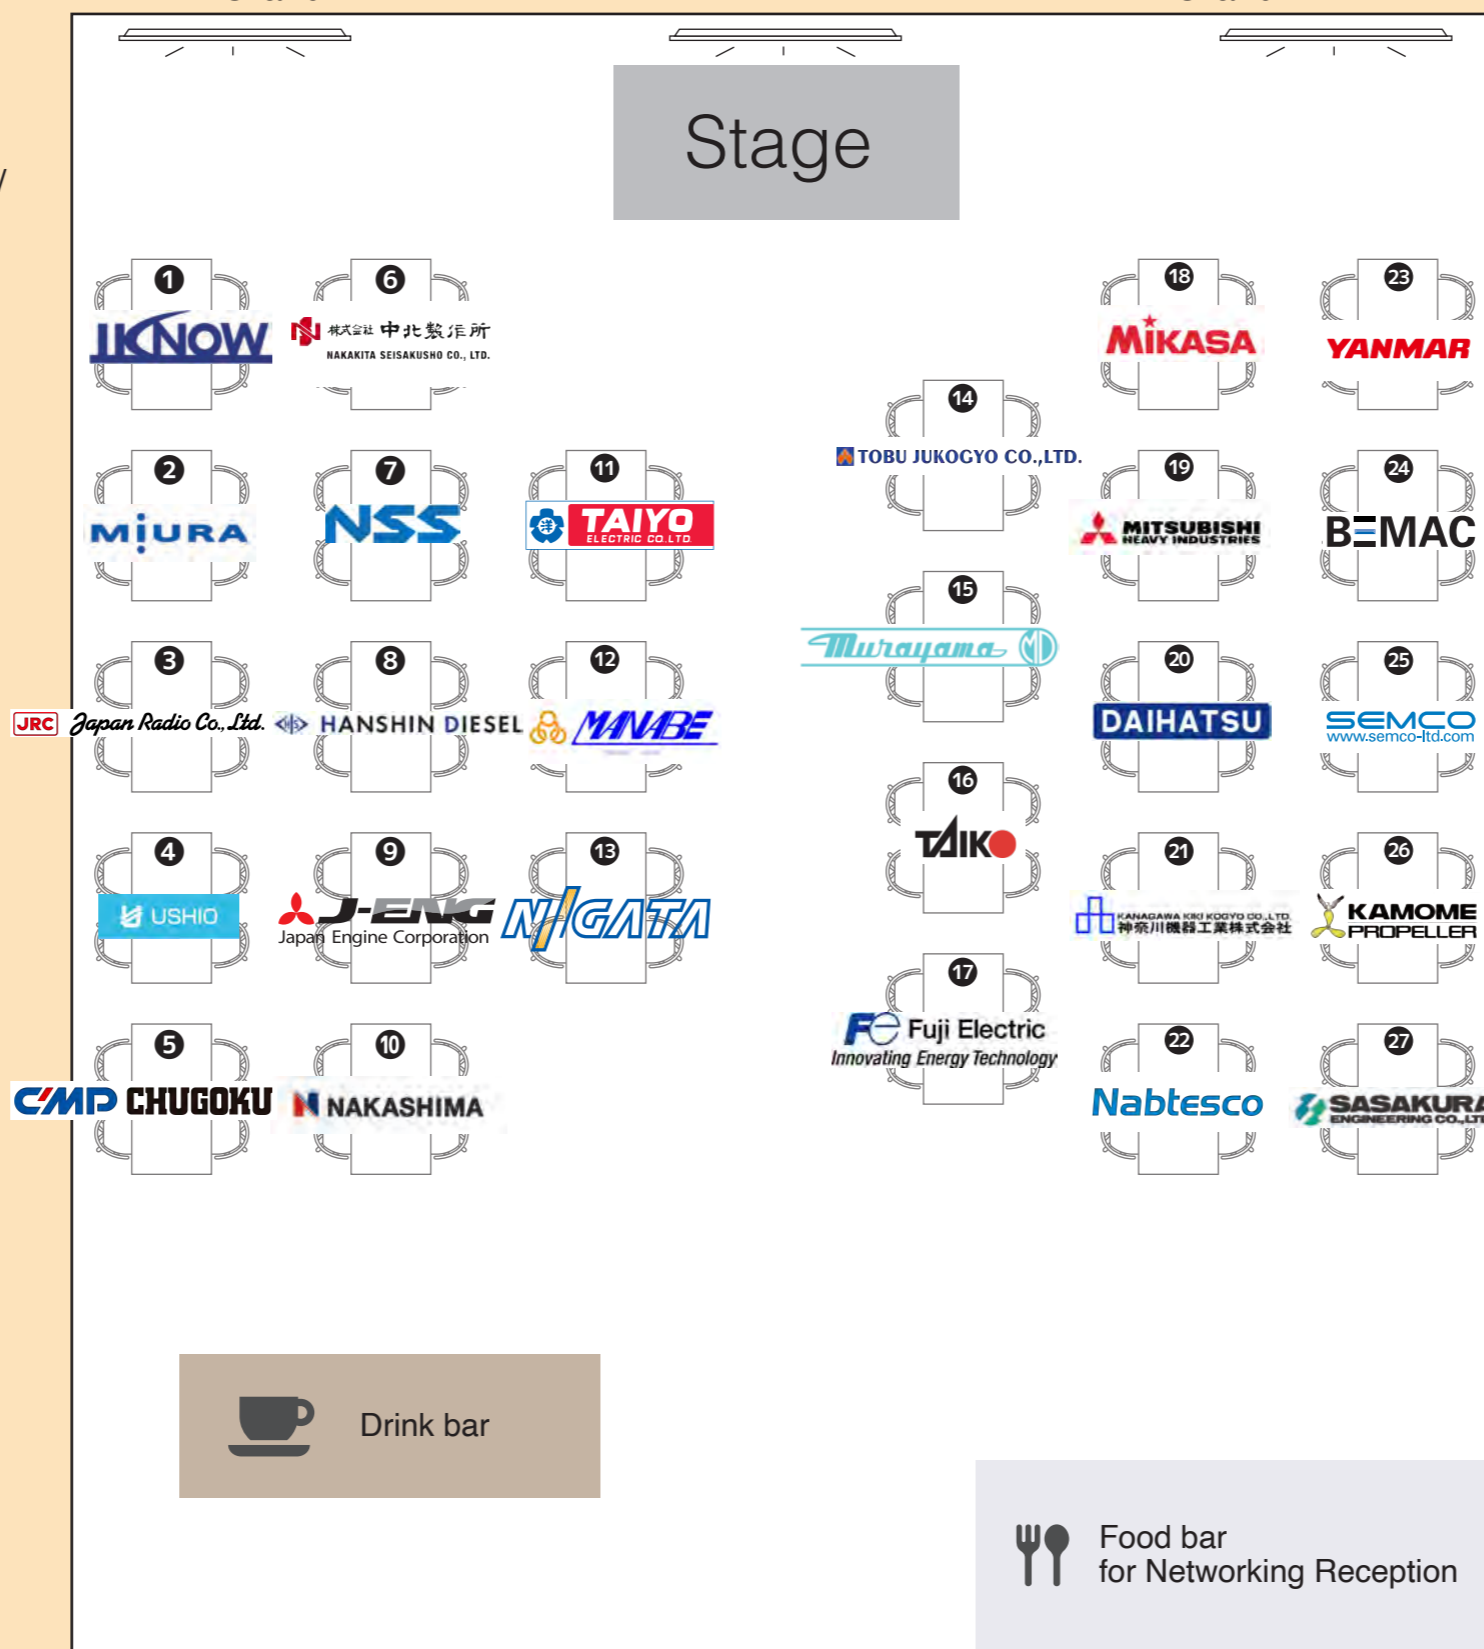 Stage
1
IKNOW
6
株式会社 中北製作所
NAKAKITA SEISAKUSHO CO., LTD.
18
MIKASA
23
YANMAR
14
TOBU JUKOGYO CO.,LTD.
2
MIURA
7
NSS
11
TAIYO
ELECTRIC CO.LTD.
19
MITSUBISHI
HEAVY INDUSTRIES
24
BEMAC
15
Murayama MD
3
JRC Japan Radio Co., Ltd.
8
HANSHIN DIESEL
12
MANABE
20
DAIHATSU
25
SEMCO
www.semco-ltd.com
16
TAIKO
4
USHIO
9
J-ENG
Japan Engine Corporation
13
NIIGATA
21
KANAGAWA KIKI KOGYO CO.,LTD.
神奈川機器工業株式会社
26
KAMOME
PROPELLER
17
Fe Fuji Electric
Innovating Energy Technology
5
CMP CHUGOKU
10
NAKASHIMA
22
Nabtesco
27
SASAKURA
ENGINEERING CO.,LT
Drink bar
Food bar
for Networking Reception